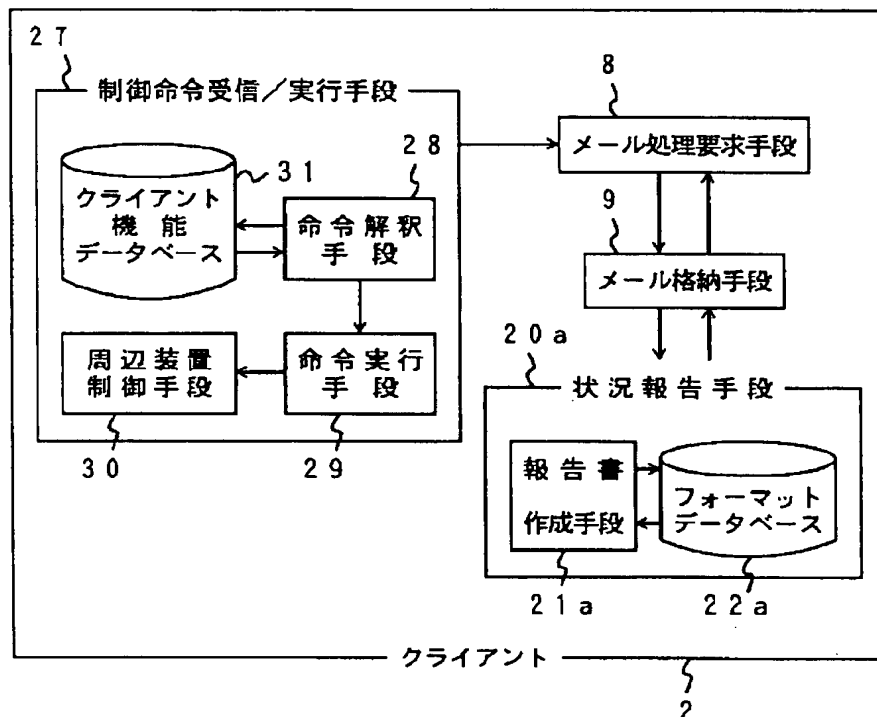 27
制御命令受信／実行手段
31
クライアント
機能
データベース
28
命令解釈
手段
周辺装置
制御手段
命令実行
手段
30
29
8
メール処理要求手段
9
メール格納手段
20a
状況報告手段
報告書
作成手段
フォーマット
データベース
21a
22a
クライアント
2